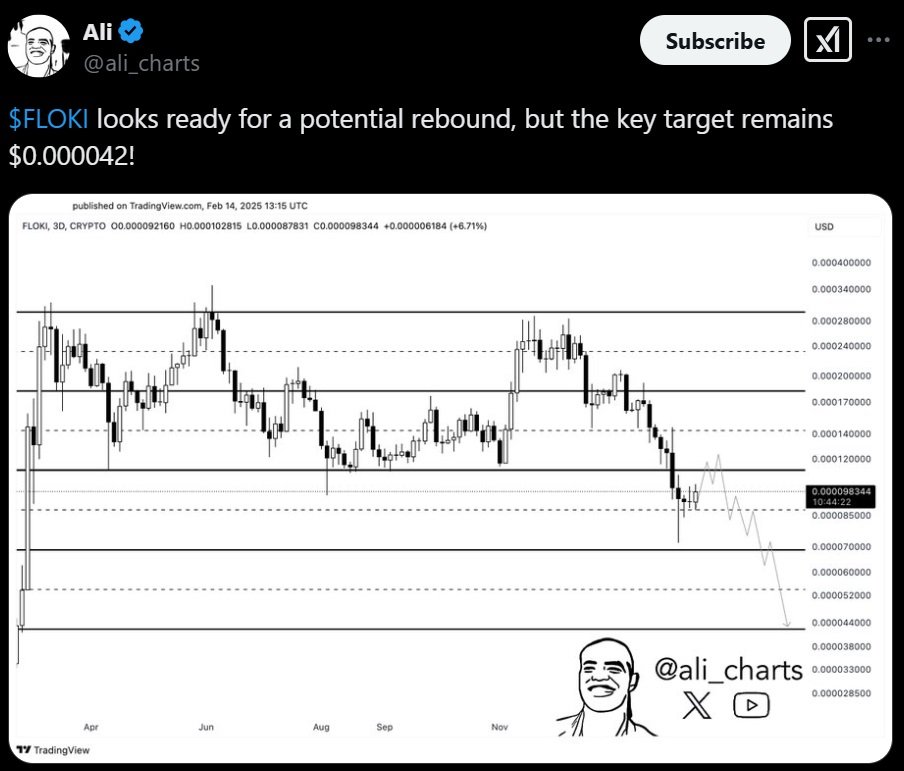 Ali
@ali_charts
Subscribe
$FLOKI looks ready for a potential rebound, but the key target remains
$0.000042!
published on TradingView.com, Feb 14, 2025 13:15 UTC
FLOKI, 3D, CRYPTO O0.000092160 H0.000102815 L0.000087831 C0.000098344 +0.000006184 (+6.71%)
USD
0.000400000
0.000340000
0.000280000
0.000240000
0.000200000
0.000170000
0.000140000
0.000120000
0.000098344
10:44:22
0.000085000
0.000070000
0.000060000
0.000052000
0.000044000
0.000038000
0.000033000
0.000028500
@ali_charts
Apr Jun Aug Sep Nov
TradingView